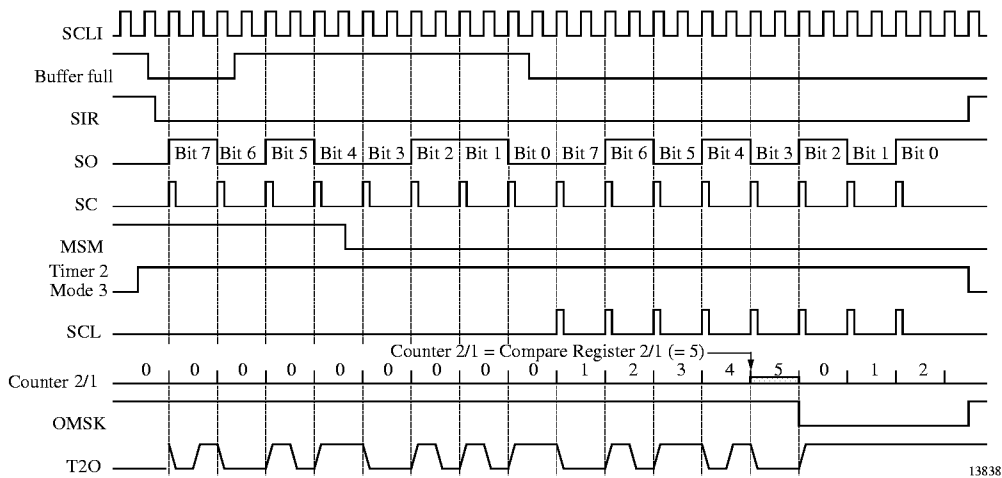 SCLI
Buffer full
SIR
SO Bit 7 Bit 6 Bit 5 Bit 4 Bit 3 Bit 2 Bit 1 Bit 0 Bit 7 Bit 6 Bit 5 Bit 4 Bit 3 Bit 2 Bit 1 Bit 0
SC
MSM
Timer 2
Mode 3
SCL
Counter 2/1 = Compare Register 2/1 (= 5)
Counter 2/1 0 0 0 0 0 0 0 0 0 1 2 3 4 5 0 1 2
OMSK
T2O
13838